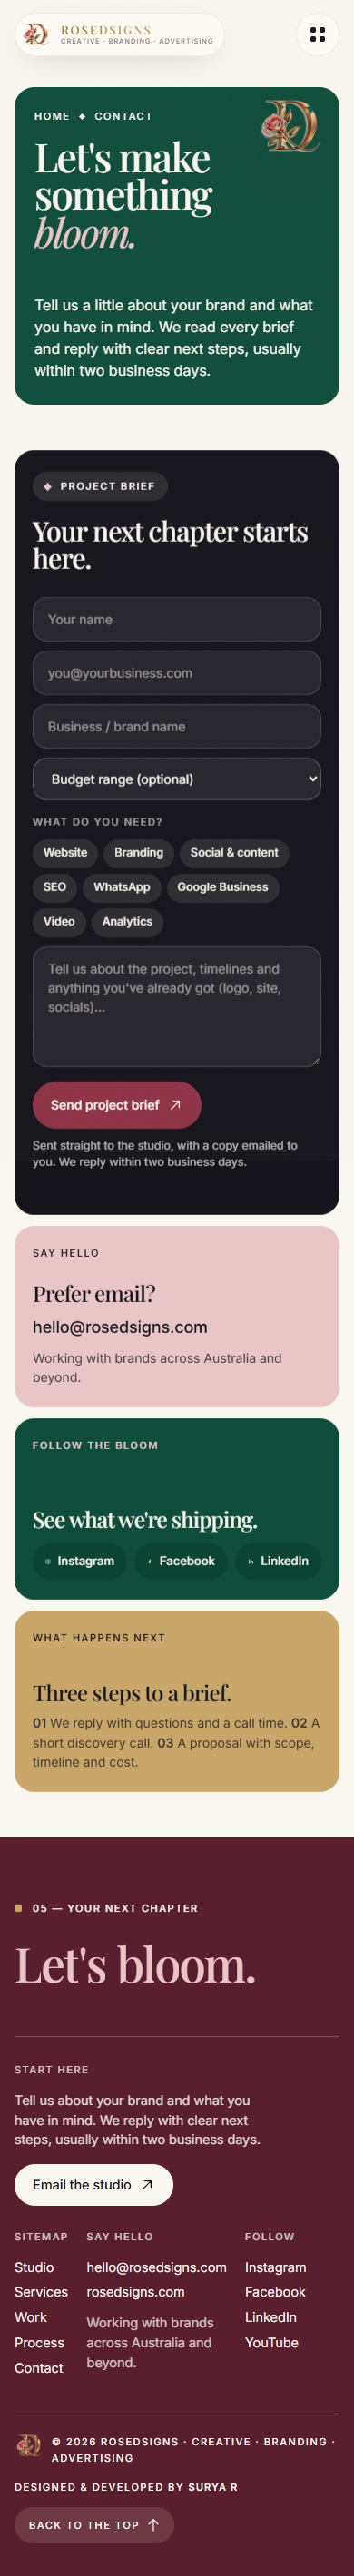 ROSEDSIGNS
CREATIVE · BRANDING · ADVERTISING
HOME ◆ CONTACT
Let's make
something
bloom.
Tell us a little about your brand and what
you have in mind. We read every brief
and reply with clear next steps, usually
within two business days.
◆ PROJECT BRIEF
Your next chapter starts
here.
Your name
you@yourbusiness.com
Business / brand name
Budget range (optional)
WHAT DO YOU NEED?
Website Branding Social & content
SEO WhatsApp Google Business
Video Analytics
Tell us about the project, timelines and
anything you've already got (logo, site,
socials)...
Send project brief ↗
Sent straight to the studio, with a copy emailed to
you. We reply within two business days.
SAY HELLO
Prefer email?
hello@rosedsigns.com
Working with brands across Australia and
beyond.
FOLLOW THE BLOOM
See what we're shipping.
Instagram Facebook LinkedIn
WHAT HAPPENS NEXT
Three steps to a brief.
01 We reply with questions and a call time. 02 A
short discovery call. 03 A proposal with scope,
timeline and cost.
05 — YOUR NEXT CHAPTER
Let's bloom.
START HERE
Tell us about your brand and what you
have in mind. We reply with clear next
steps, usually within two business days.
Email the studio ↗
SITEMAP
Studio
Services
Work
Process
Contact
SAY HELLO
hello@rosedsigns.com
rosedsigns.com
Working with brands
across Australia and
beyond.
FOLLOW
Instagram
Facebook
LinkedIn
YouTube
© 2026 ROSEDSIGNS · CREATIVE · BRANDING ·
ADVERTISING
DESIGNED & DEVELOPED BY SURYA R
BACK TO THE TOP ↑